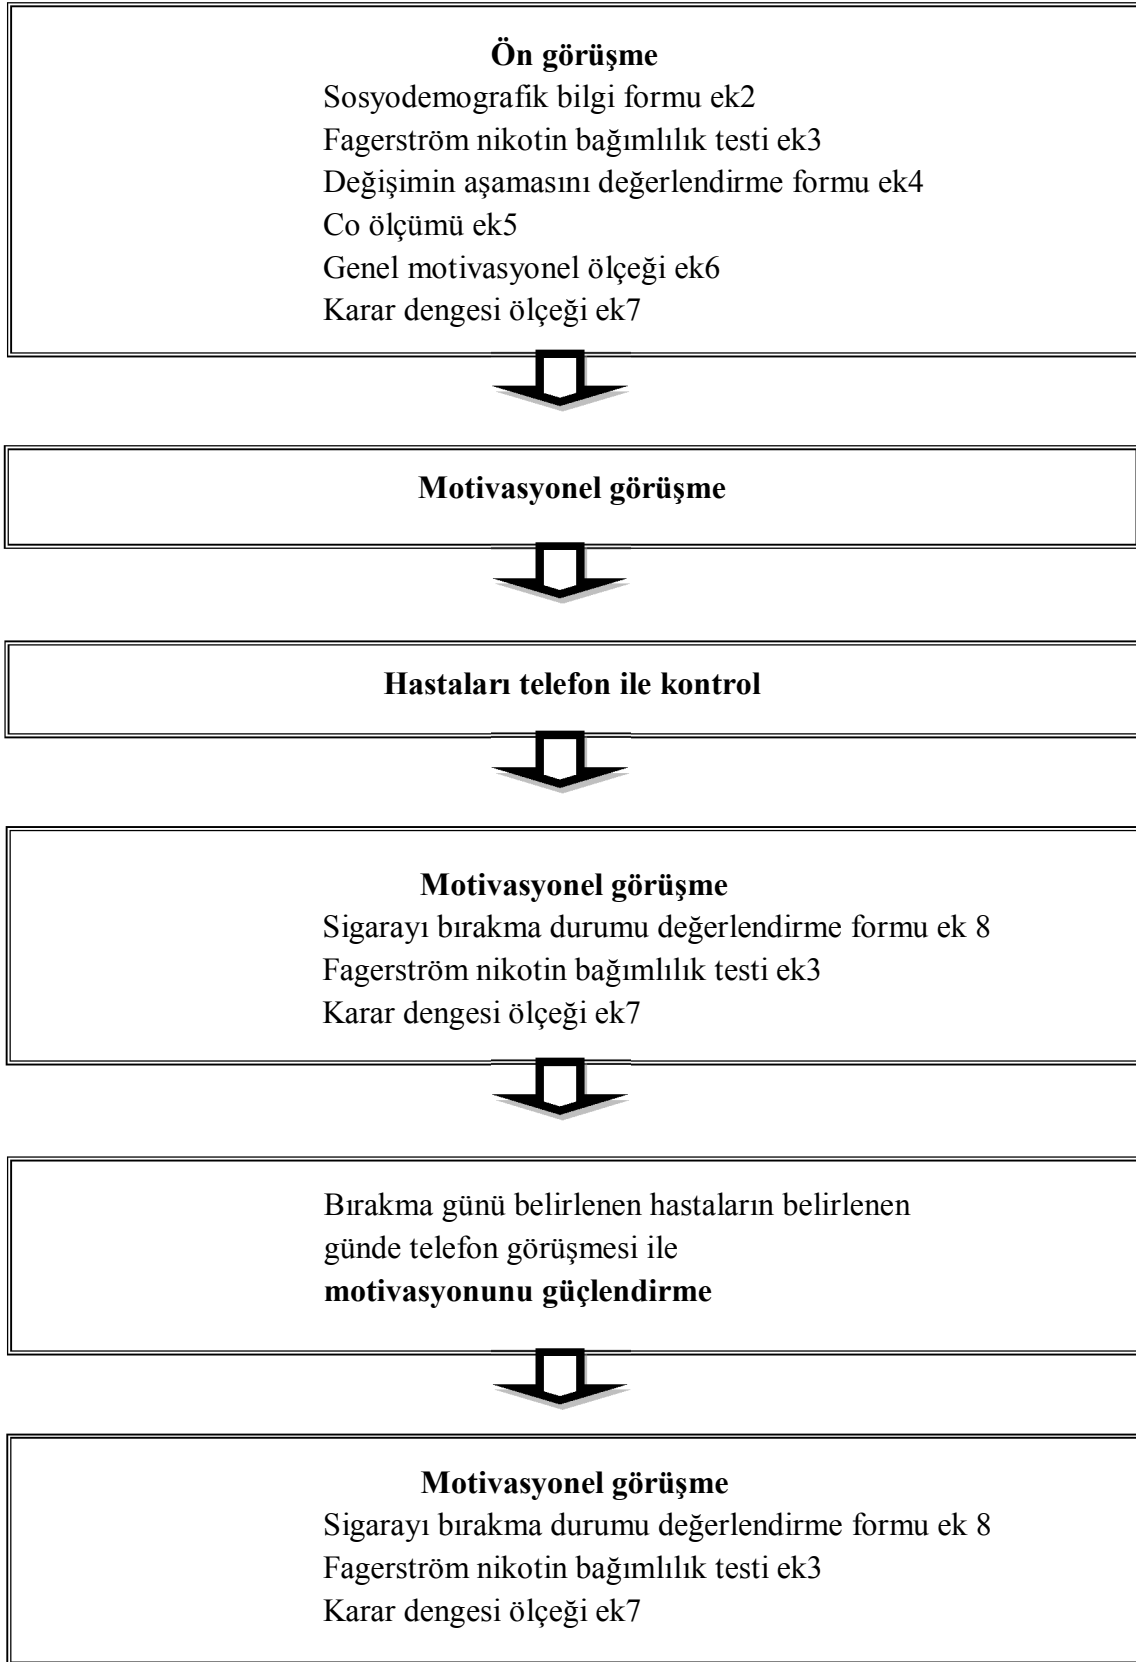 Ön görüşme
Sosyodemografik bilgi formu ek2
Fagerström nikotin bağımlılık testi ek3
Değişimin aşamasını değerlendirme formu ek4
Co ölçümü ek5
Genel motivasyonel ölçeği ek6
Karar dengesi ölçeği ek7
Motivasyonel görüşme
Hastaları telefon ile kontrol
Motivasyonel görüşme
Sigarayı bırakma durumu değerlendirme formu ek 8
Fagerström nikotin bağımlılık testi ek3
Karar dengesi ölçeği ek7
Bırakma günü belirlenen hastaların belirlenen
günde telefon görüşmesi ile
motivasyonunu güçlendirme
Motivasyonel görüşme
Sigarayı bırakma durumu değerlendirme formu ek 8
Fagerström nikotin bağımlılık testi ek3
Karar dengesi ölçeği ek7